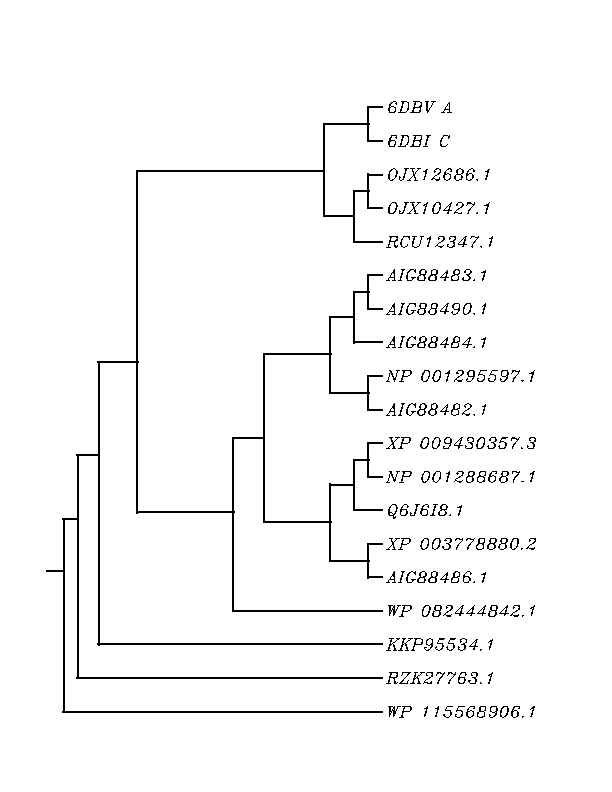 6DBV A
6DBI C
OJX12686.1
OJX10427.1
RCU12347.1
AIG88483.1
AIG88490.1
AIG88484.1
NP 001295597.1
AIG88482.1
XP 009430357.3
NP 001288687.1
Q6J6I8.1
XP 003778880.2
AIG88486.1
WP 082444842.1
KKP95534.1
RZK27763.1
WP 115568906.1